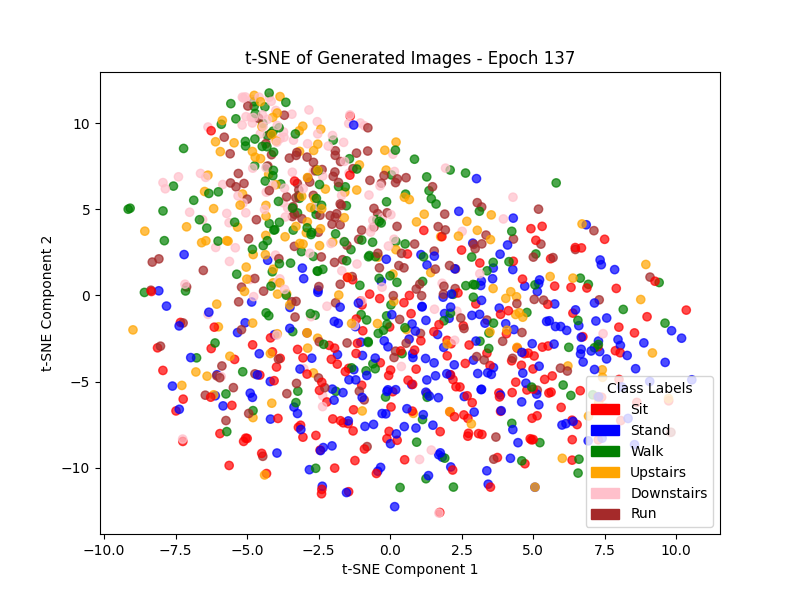 t-SNE of Generated Images - Epoch 137
t-SNE Component 2
10
5
0
−5
−10
−10.0
−7.5
−5.0
−2.5
0.0
2.5
5.0
7.5
10.0
t-SNE Component 1
Class Labels
Sit
Stand
Walk
Upstairs
Downstairs
Run